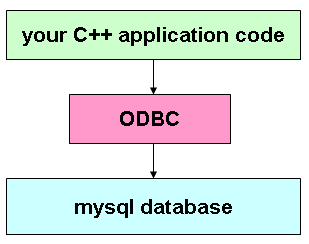 your C++ application code
ODBC
mysql database